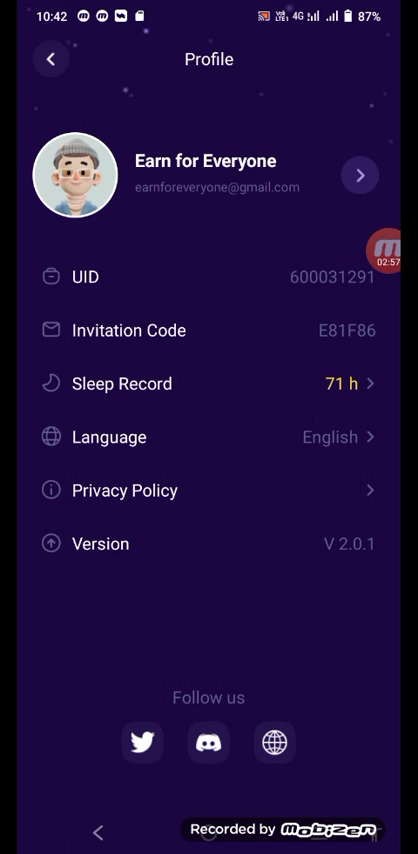 10:42
4G
87%
Profile
Earn for Everyone
earnforeveryone@gmail.com
02:57
UID
600031291
Invitation Code
E81F86
Sleep Record
71 h
Language
English
Privacy Policy
Version
V 2.0.1
Follow us
Recorded by mobizen